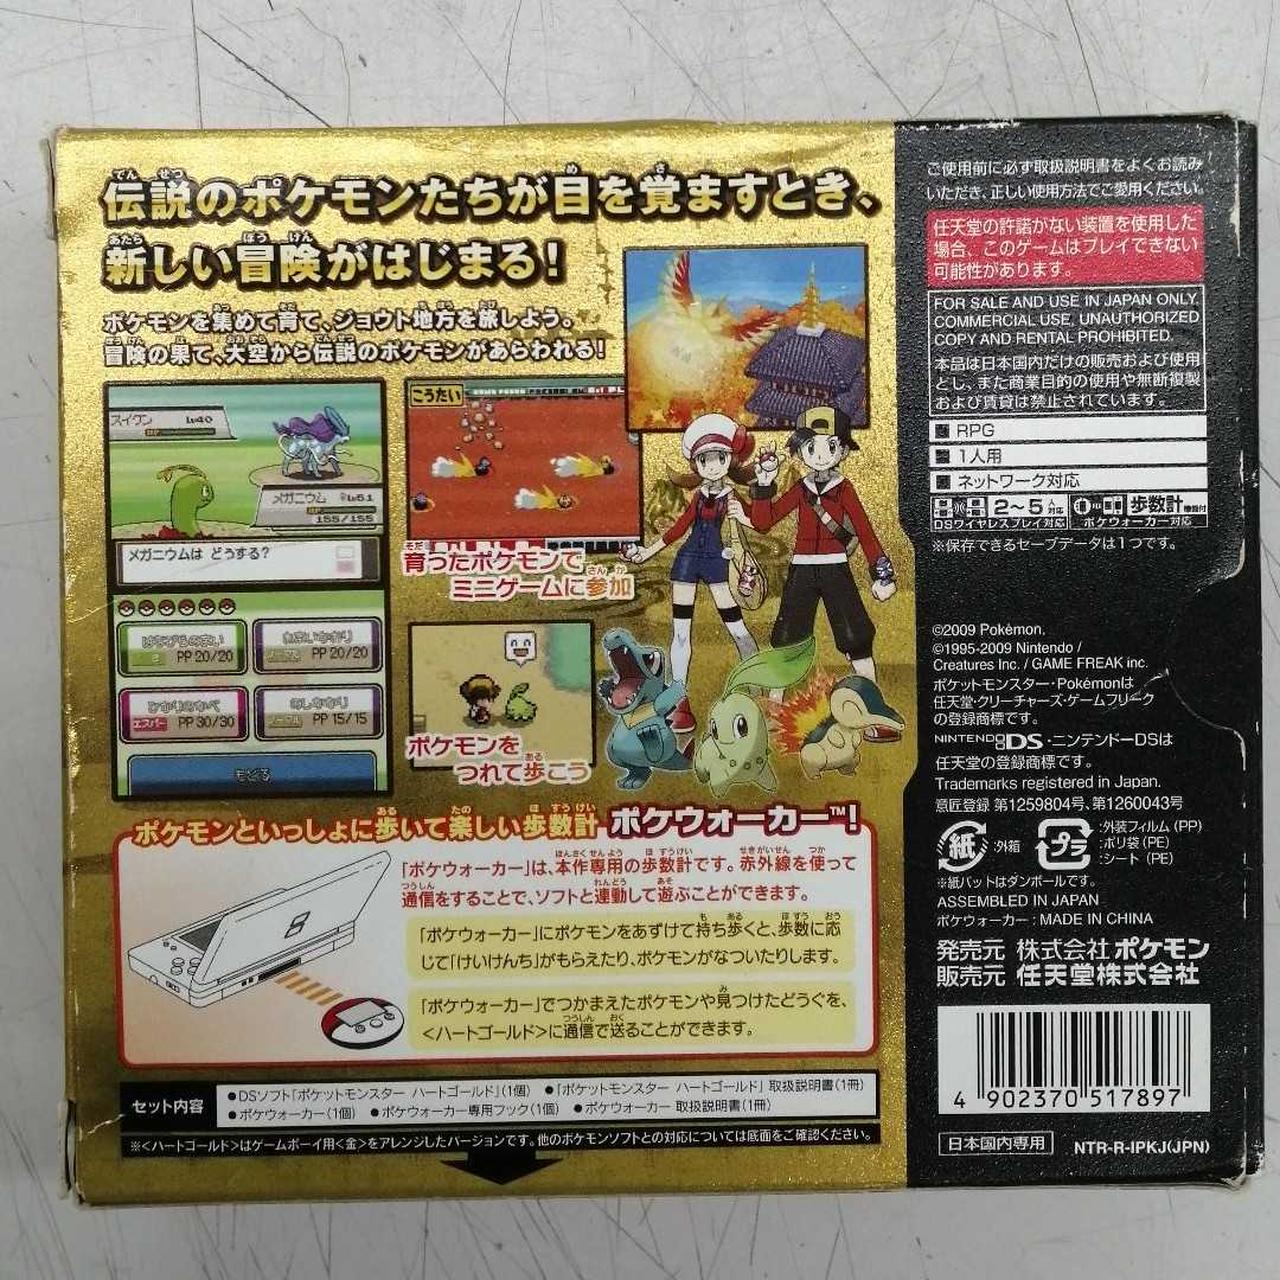 伝説のポケモンたちが目を覚ますとき、
新しい冒険がはじまる!
ポケモンを集めて育て、ジョウト地方を旅しよう。
冒険の果て、大空から伝説のポケモンがあらわれる!
スイクン Lv40
メガニウム Lv51
155/155
メガニウムは どうする?
PP 20/20
PP 20/20
ひかりのかべ
エスパー PP 30/30
のしかかり
ノーマル PP 15/15
もどる
こうたい
育ったポケモンで
ミニゲームに参加
ポケモンを
つれて歩こう
ポケモンといっしょに歩いて楽しい歩数計 ポケウォーカー™!
「ポケウォーカー」は、本作専用の歩数計です。赤外線を使って
通信をすることで、ソフトと連動して遊ぶことができます。
「ポケウォーカー」にポケモンをあずけて持ち歩くと、歩数に応
じて「けいけんち」がもらえたり、ポケモンがなついたりします。
「ポケウォーカー」でつかまえたポケモンや見つけたどうぐを、
<ハートゴールド>に通信で送ることができます。
セット内容
●DSソフト「ポケットモンスター ハートゴールド」(1個) ●「ポケットモンスター ハートゴールド」 取扱説明書(1冊)
●ポケウォーカー(1個) ●ポケウォーカー専用フック(1個) ●ポケウォーカー 取扱説明書(1冊)
※<ハートゴールド>はゲームボーイ用<金>をアレンジしたバージョンです。他のポケモンソフトとの対応については底面をご確認ください。
ご使用前に必ず取扱説明書をよくお読み
いただき、正しい使用方法でご愛用ください。
任天堂の許諾がない装置を使用した
場合、このゲームはプレイできない
可能性があります。
FOR SALE AND USE IN JAPAN ONLY.
COMMERCIAL USE, UNAUTHORIZED
COPY AND RENTAL PROHIBITED.
本品は日本国内だけの販売および使用
とし、また商業目的の使用や無断複製
および賃貸は禁止されています。
RPG
1人用
ネットワーク対応
2〜5人対応
DSワイヤレスプレイ対応
歩数計機能付
ポケウォーカー対応
※保存できるセーブデータは1つです。
©2009 Pokémon.
©1995-2009 Nintendo /
Creatures Inc. / GAME FREAK inc.
ポケットモンスター・Pokémonは
任天堂・クリーチャーズ・ゲームフリーク
の登録商標です。
NINTENDO DS・ニンテンドーDSは
任天堂の登録商標です。
Trademarks registered in Japan.
意匠登録 第1259804号、第1260043号
紙 :外箱
プラ :外装フィルム (PP)
:ポリ袋 (PE)
:シート (PE)
※紙パットはダンボールです。
ASSEMBLED IN JAPAN
ポケウォーカー : MADE IN CHINA
発売元 株式会社ポケモン
販売元 任天堂株式会社
4 902370 517897
日本国内専用
NTR-R-IPKJ(JPN)